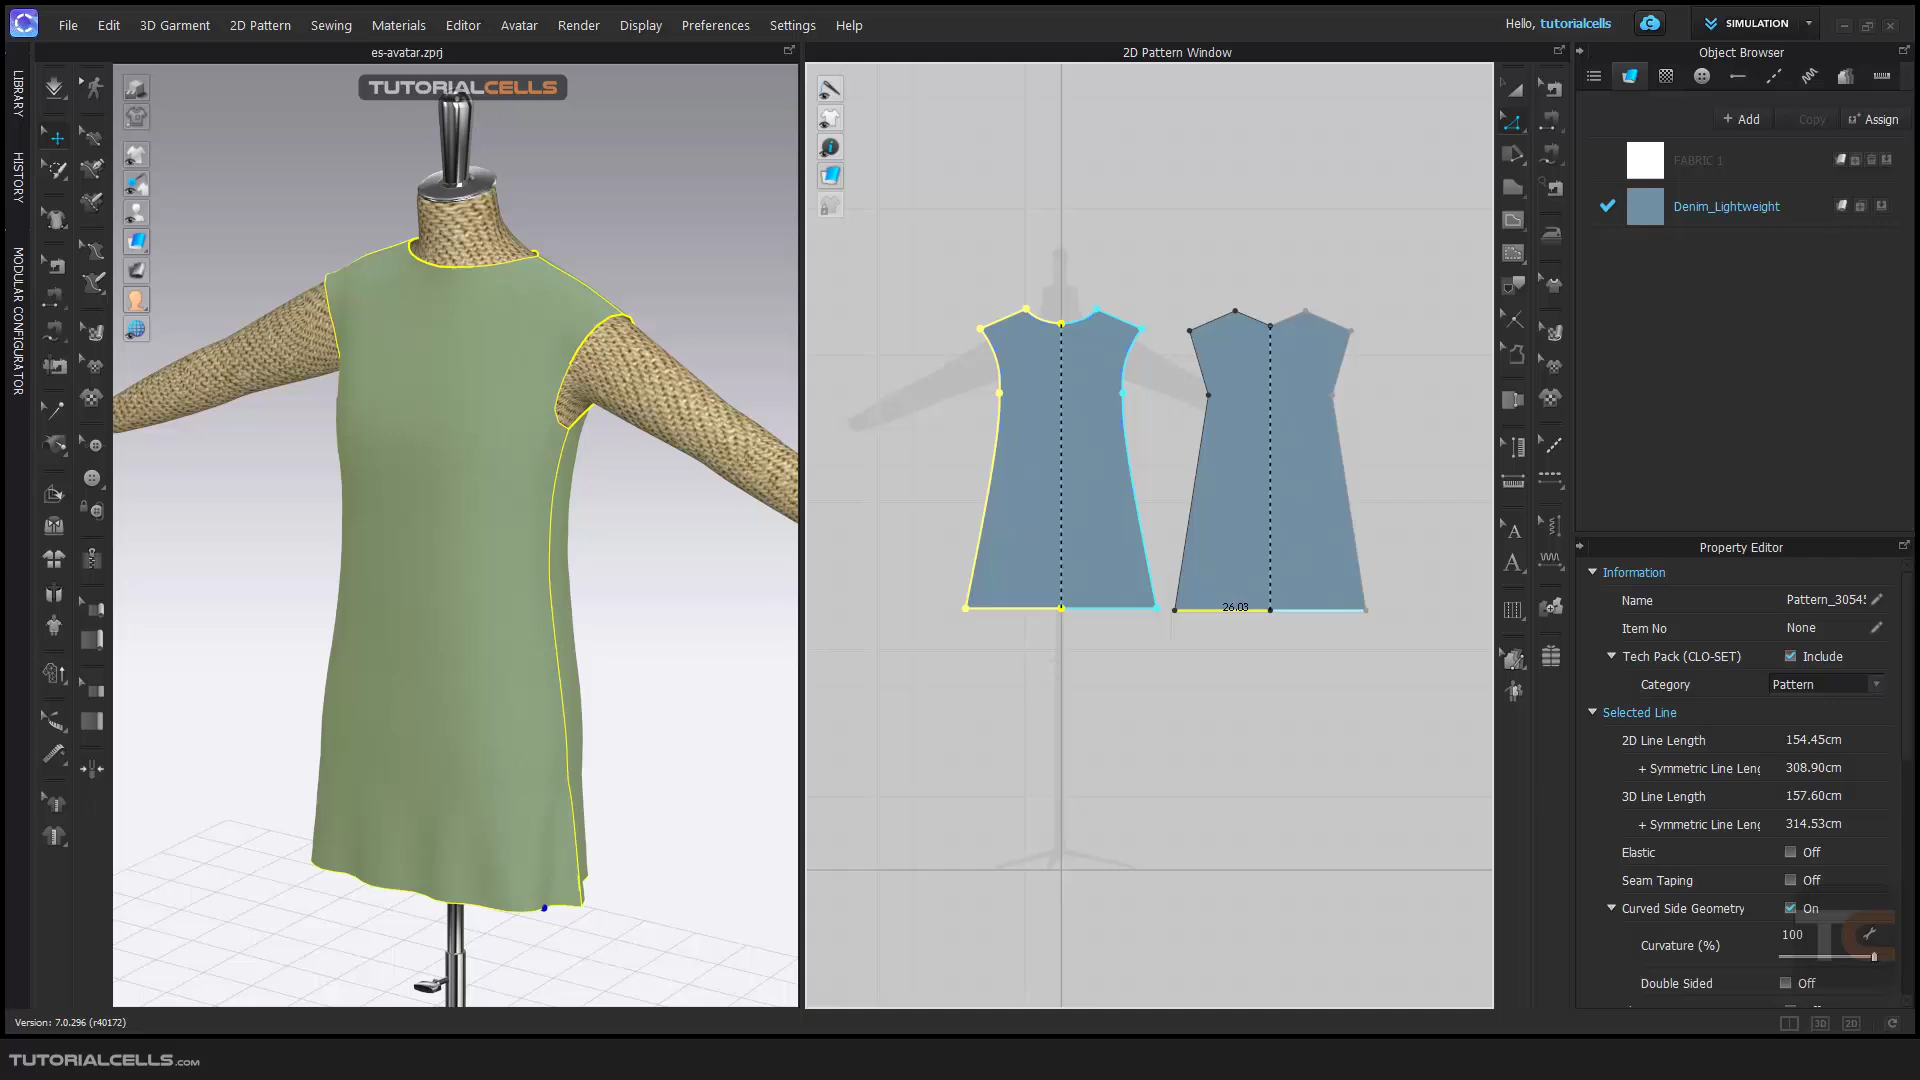 File Edit 3D Garment 2D Pattern Sewing Materials Editor Avatar Render Display Preferences Settings Help
Hello, tutorialcells
SIMULATION
es-avatar.zprj
2D Pattern Window
Object Browser
LIBRARY
HISTORY
MODULAR CONFIGURATOR
TUTORIALCELLS
+ Add
Copy
Assign
FABRIC 1
Denim_Lightweight
26.03
Property Editor
Information
Name Pattern_3054
Item No None
Tech Pack (CLO-SET) Include
Category Pattern
Selected Line
2D Line Length 154.45cm
+ Symmetric Line Leng 308.90cm
3D Line Length 157.60cm
+ Symmetric Line Leng 314.53cm
Elastic Off
Seam Taping Off
Curved Side Geometry On
Curvature (%) 100
Double Sided Off
Version: 7.0.296 (r40172)
3D
2D
TUTORIALCELLS.com